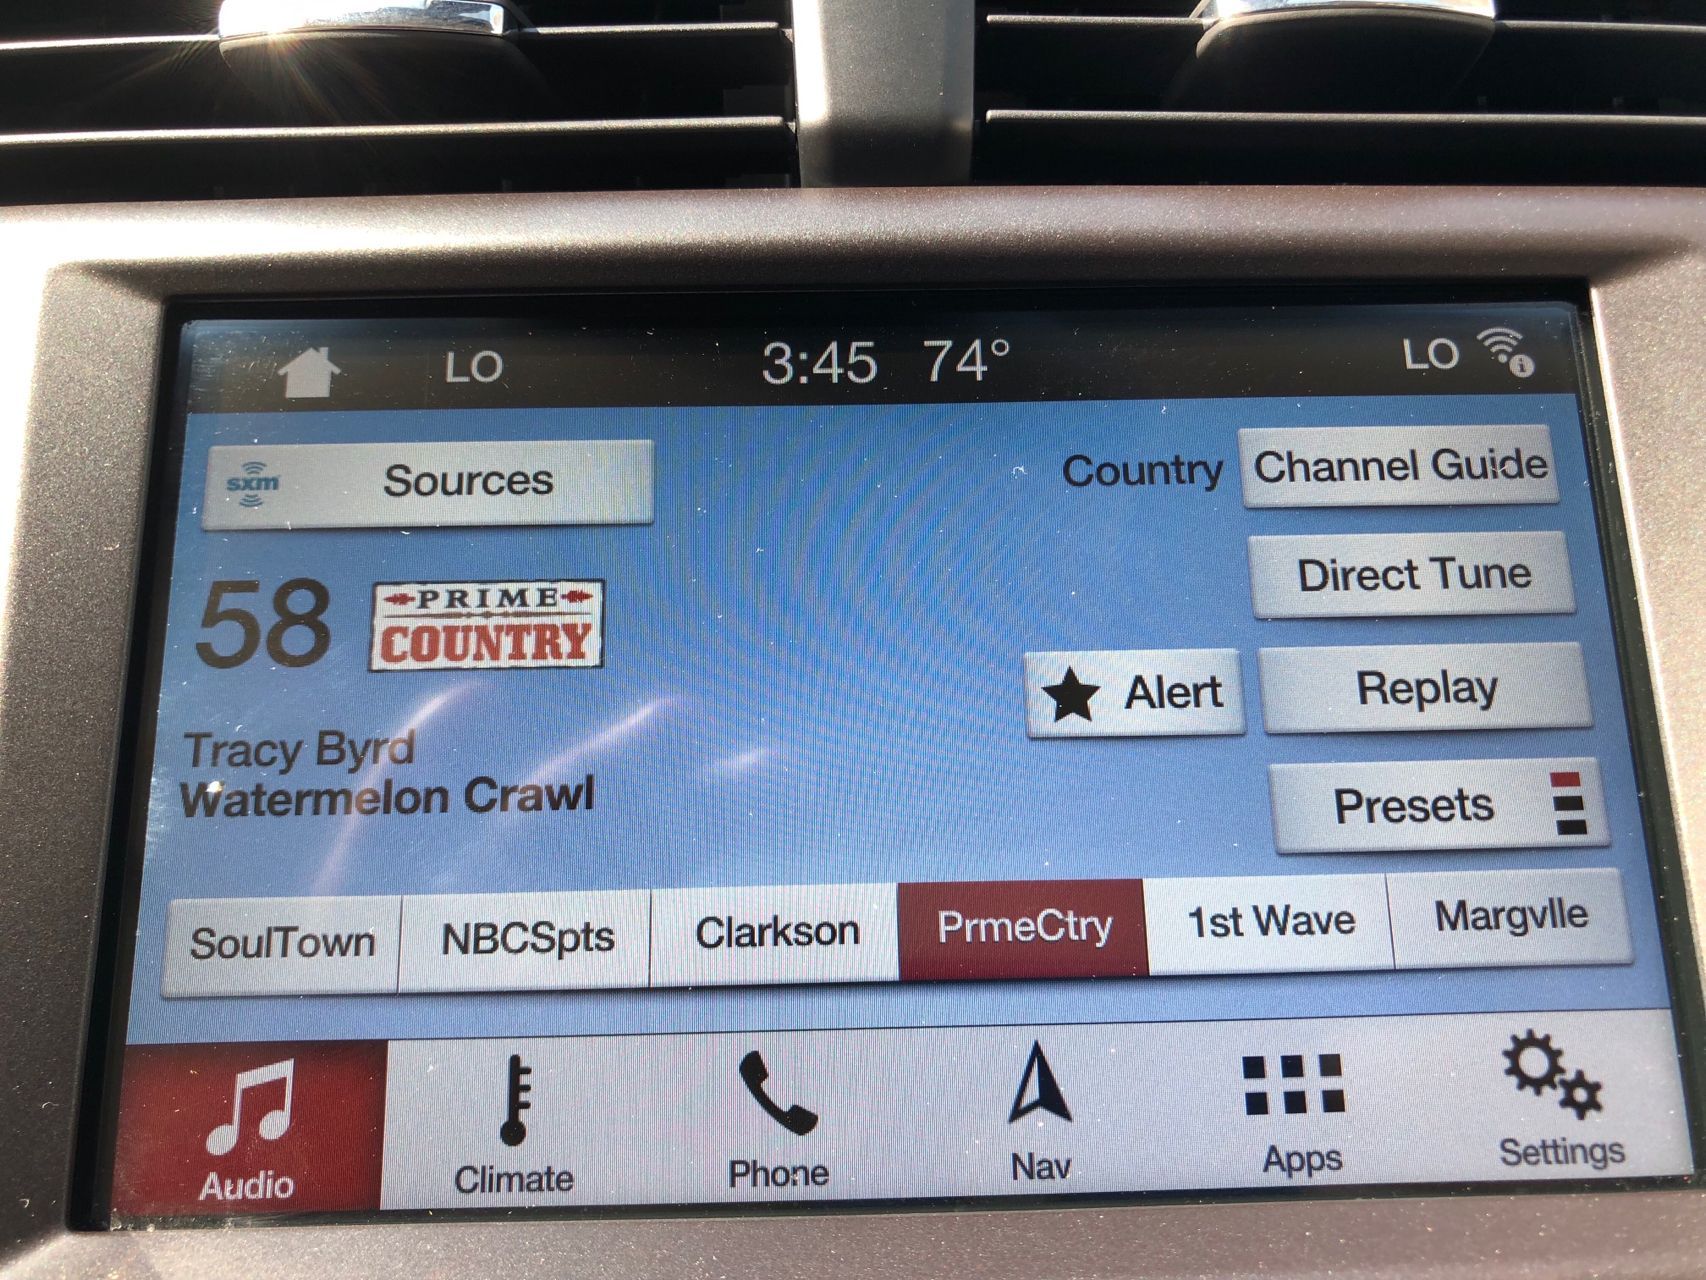 LO 3:45 74° LO
sxm Sources
Country Channel Guide
Direct Tune
58 PRIME
COUNTRY
Alert Replay
Tracy Byrd
Watermelon Crawl
Presets
SoulTown NBCSpts Clarkson PrmeCtry 1st Wave Margvlle
Audio Climate Phone Nav Apps Settings